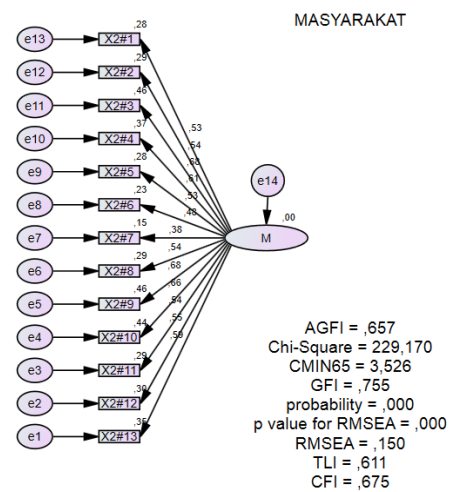 MASYARAKAT
e13 X2#1 ,28
e12 X2#2 ,29
e11 X2#3 ,46
e10 X2#4 ,37
e9 X2#5 ,28
e8 X2#6 ,23
e7 X2#7 ,15
e6 X2#8 ,29
e5 X2#9 ,46
e4 X2#10 ,44
e3 X2#11 ,29
e2 X2#12 ,30
e1 X2#13 ,35
,53
,54
,68
,61
,53
,48
,38
,54
,68
,66
,54
,55
,59
e14
,00
M
AGFI = ,657
Chi-Square = 229,170
CMIN65 = 3,526
GFI = ,755
probability = ,000
p value for RMSEA = ,000
RMSEA = ,150
TLI = ,611
CFI = ,675